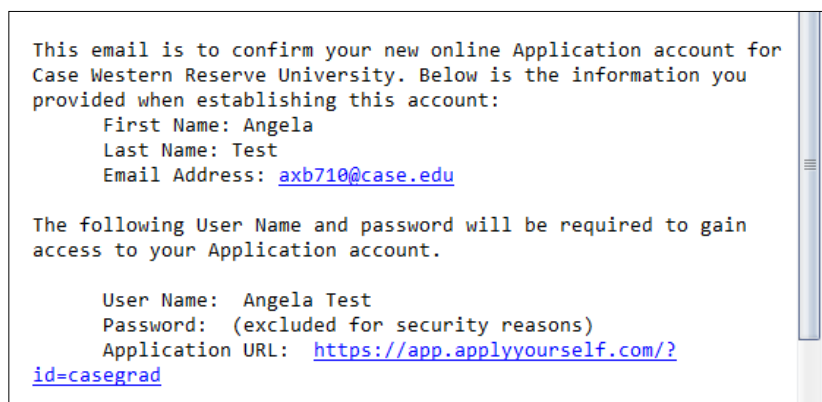 This email is to confirm your new online Application account for
Case Western Reserve University. Below is the information you
provided when establishing this account:
First Name: Angela
Last Name: Test
Email Address: axb710@case.edu
The following User Name and password will be required to gain
access to your Application account.
User Name:  Angela Test
Password:  (excluded for security reasons)
Application URL:  https://app.applyyourself.com/?
id=casegrad